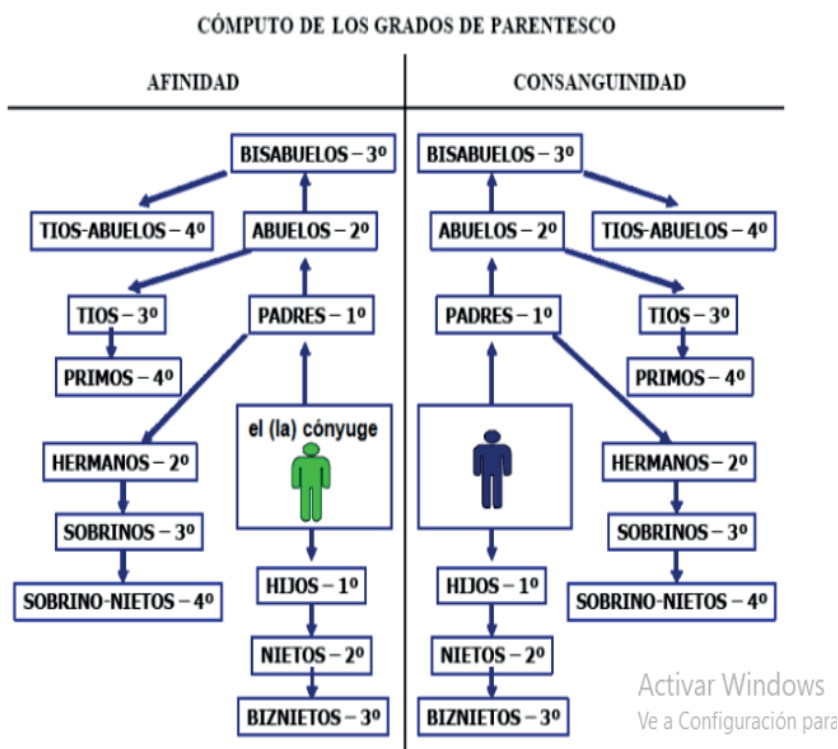 CÓMPUTO DE LOS GRADOS DE PARENTESCO
AFINIDAD
BISABUELOS – 3º
TIOS-ABUELOS – 4º
ABUELOS – 2º
TIOS – 3º
PADRES – 1º
PRIMOS – 4º
el (la) cónyuge
HERMANOS – 2º
SOBRINOS – 3º
HIJOS – 1º
SOBRINO-NIETOS – 4º
NIETOS – 2º
BIZNIETOS – 3º
CONSANGUINIDAD
BISABUELOS – 3º
ABUELOS – 2º
TIOS-ABUELOS – 4º
PADRES – 1º
TIOS – 3º
PRIMOS – 4º
HERMANOS – 2º
SOBRINOS – 3º
HIJOS – 1º
SOBRINO-NIETOS – 4º
NIETOS – 2º
BIZNIETOS – 3º
Activar Windows
Ve a Configuración para